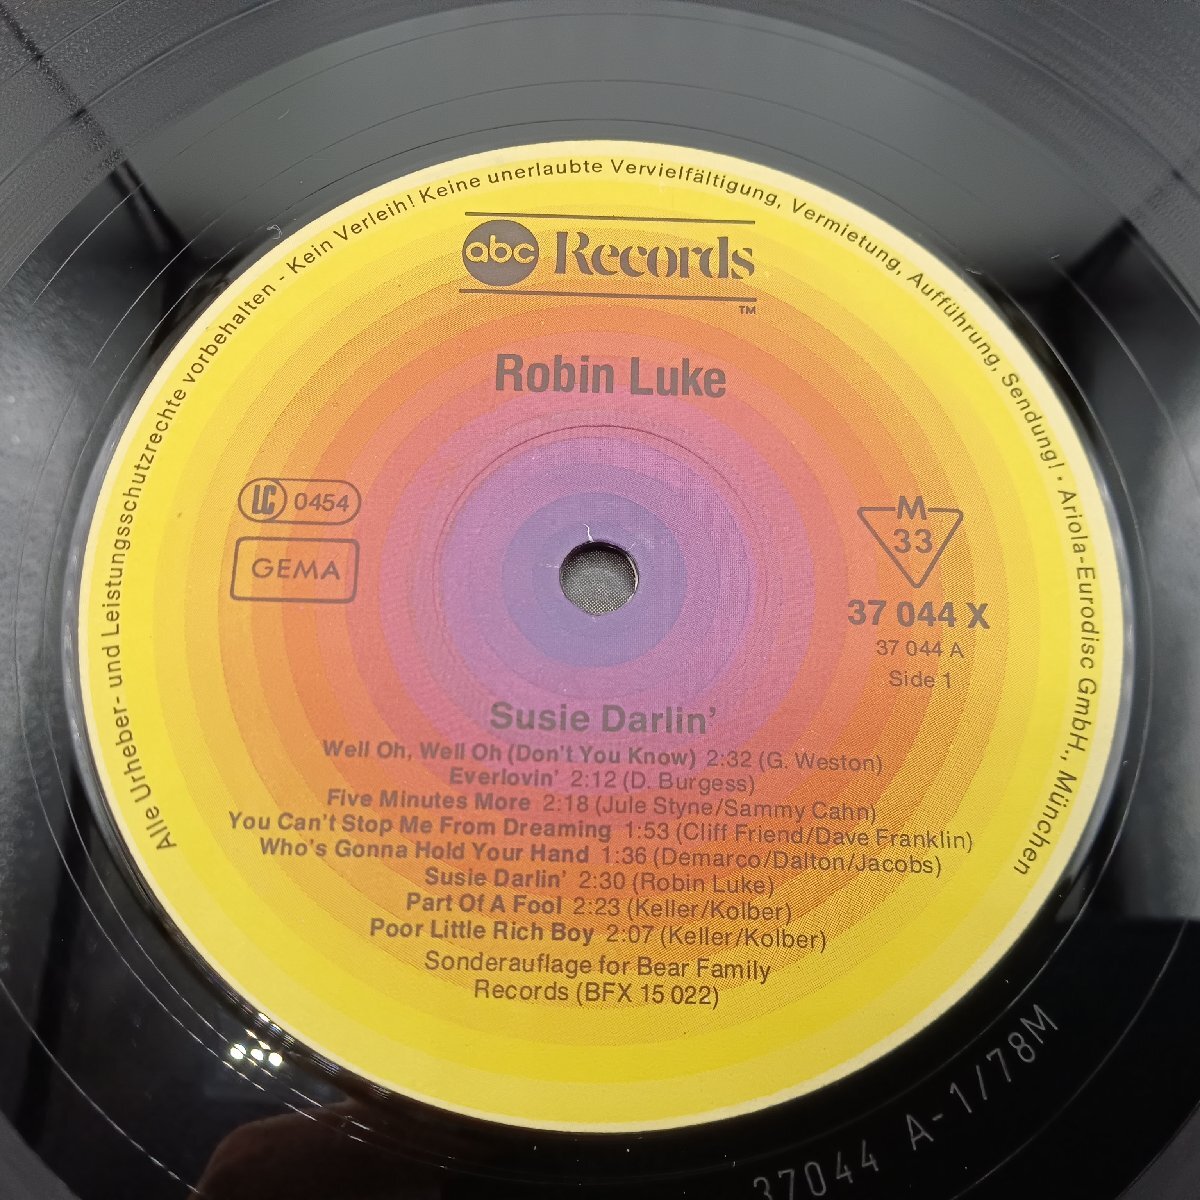 Alle Urheber- und Leistungsschutzrechte vorbehalten - Kein Verleih! Keine unerlaubte Vervielfältigung, Vermietung, Aufführung, Sendung! · Ariola-Eurodisc GmbH., München
abc Records
TM
Robin Luke
LC 0454
GEMA
M
33
37 044 X
37 044 A
Side 1
Susie Darlin'
Well Oh, Well Oh (Don't You Know) 2:32 (G. Weston)
Everlovin' 2:12 (D. Burgess)
Five Minutes More 2:18 (Jule Styne/Sammy Cahn)
You Can't Stop Me From Dreaming 1:53 (Cliff Friend/Dave Franklin)
Who's Gonna Hold Your Hand 1:36 (Demarco/Dalton/Jacobs)
Susie Darlin' 2:30 (Robin Luke)
Part Of A Fool 2:23 (Keller/Kolber)
Poor Little Rich Boy 2:07 (Keller/Kolber)
Sonderauflage for Bear Family
Records (BFX 15 022)
37044 A-1/78M